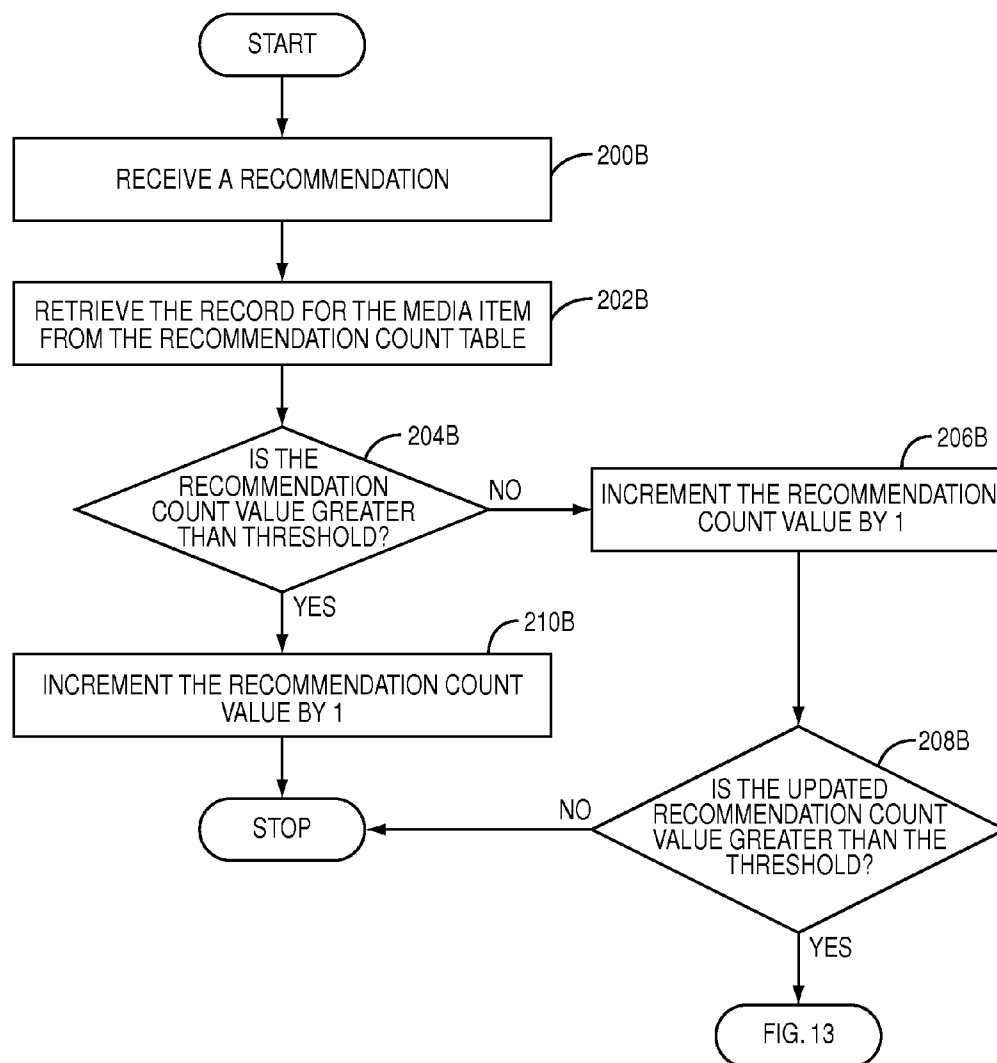 START
RECEIVE A RECOMMENDATION
200B
RETRIEVE THE RECORD FOR THE MEDIA ITEM
FROM THE RECOMMENDATION COUNT TABLE
202B
IS THE
RECOMMENDATION
COUNT VALUE GREATER
THAN THRESHOLD?
204B
NO
INCREMENT THE RECOMMENDATION
COUNT VALUE BY 1
206B
YES
INCREMENT THE RECOMMENDATION COUNT
VALUE BY 1
210B
IS THE UPDATED
RECOMMENDATION COUNT
VALUE GREATER THAN THE
THRESHOLD?
208B
NO
STOP
YES
FIG. 13